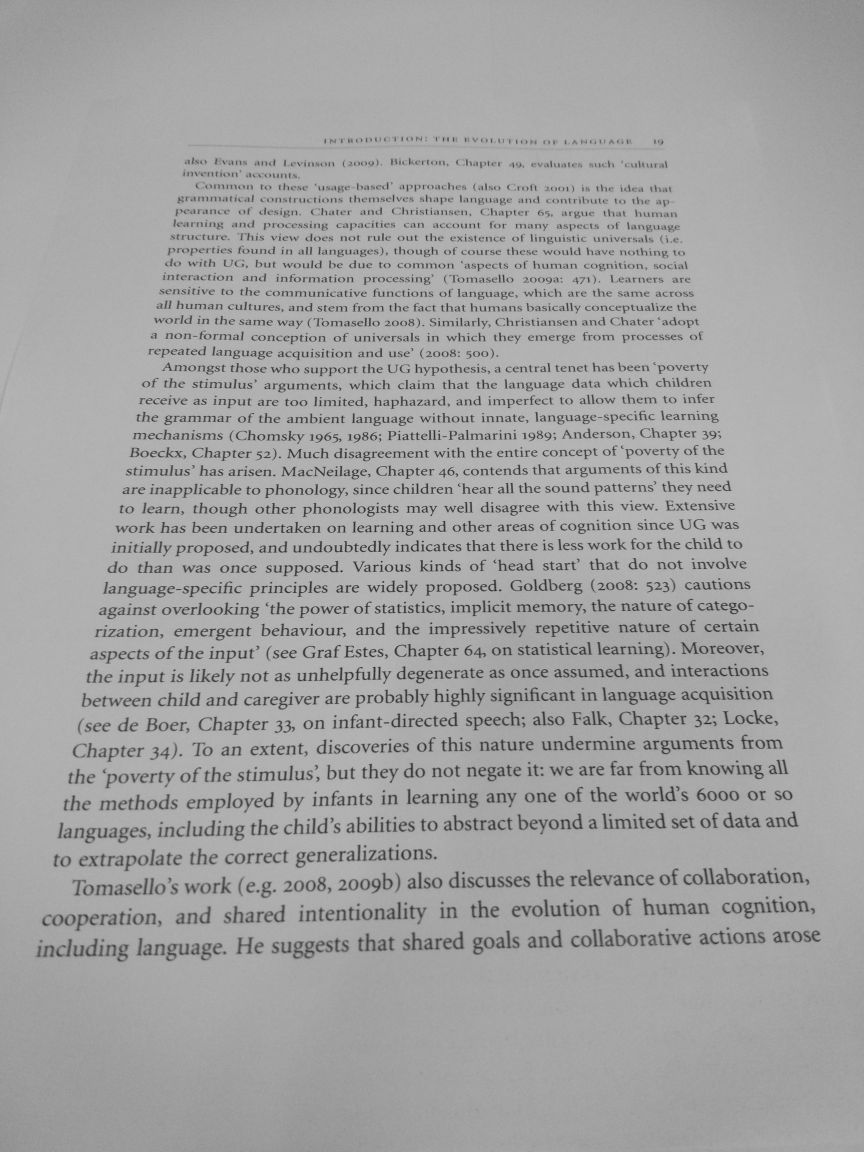 INTRODUCTION: THE EVOLUTION OF LANGUAGE 19
also Evans and Levinson (2009). Bickerton, Chapter 49, evaluates such ‘cultural
invention’ accounts.
Common to these ‘usage-based’ approaches (also Croft 2001) is the idea that
grammatical constructions themselves shape language and contribute to the ap-
pearance of design. Chater and Christiansen, Chapter 65, argue that human
learning and processing capacities can account for many aspects of language
structure. This view does not rule out the existence of linguistic universals (i.e.
properties found in all languages), though of course these would have nothing to
do with UG, but would be due to common ‘aspects of human cognition, social
interaction and information processing’ (Tomasello 2009a: 471). Learners are
sensitive to the communicative functions of language, which are the same across
all human cultures, and stem from the fact that humans basically conceptualize the
world in the same way (Tomasello 2008). Similarly, Christiansen and Chater ‘adopt
a non-formal conception of universals in which they emerge from processes of
repeated language acquisition and use’ (2008: 500).
Amongst those who support the UG hypothesis, a central tenet has been ‘poverty
of the stimulus’ arguments, which claim that the language data which children
receive as input are too limited, haphazard, and imperfect to allow them to infer
the grammar of the ambient language without innate, language-specific learning
mechanisms (Chomsky 1965, 1986; Piattelli-Palmarini 1989; Anderson, Chapter 39;
Boeckx, Chapter 52). Much disagreement with the entire concept of ‘poverty of the
stimulus’ has arisen. MacNeilage, Chapter 46, contends that arguments of this kind
are inapplicable to phonology, since children ‘hear all the sound patterns’ they need
to learn, though other phonologists may well disagree with this view. Extensive
work has been undertaken on learning and other areas of cognition since UG was
initially proposed, and undoubtedly indicates that there is less work for the child to
do than was once supposed. Various kinds of ‘head start’ that do not involve
language-specific principles are widely proposed. Goldberg (2008: 523) cautions
against overlooking ‘the power of statistics, implicit memory, the nature of catego-
rization, emergent behaviour, and the impressively repetitive nature of certain
aspects of the input’ (see Graf Estes, Chapter 64, on statistical learning). Moreover,
the input is likely not as unhelpfully degenerate as once assumed, and interactions
between child and caregiver are probably highly significant in language acquisition
(see de Boer, Chapter 33, on infant-directed speech; also Falk, Chapter 32; Locke,
Chapter 34). To an extent, discoveries of this nature undermine arguments from
the ‘poverty of the stimulus’, but they do not negate it: we are far from knowing all
the methods employed by infants in learning any one of the world’s 6000 or so
languages, including the child’s abilities to abstract beyond a limited set of data and
to extrapolate the correct generalizations.
Tomasello’s work (e.g. 2008, 2009b) also discusses the relevance of collaboration,
cooperation, and shared intentionality in the evolution of human cognition,
including language. He suggests that shared goals and collaborative actions arose